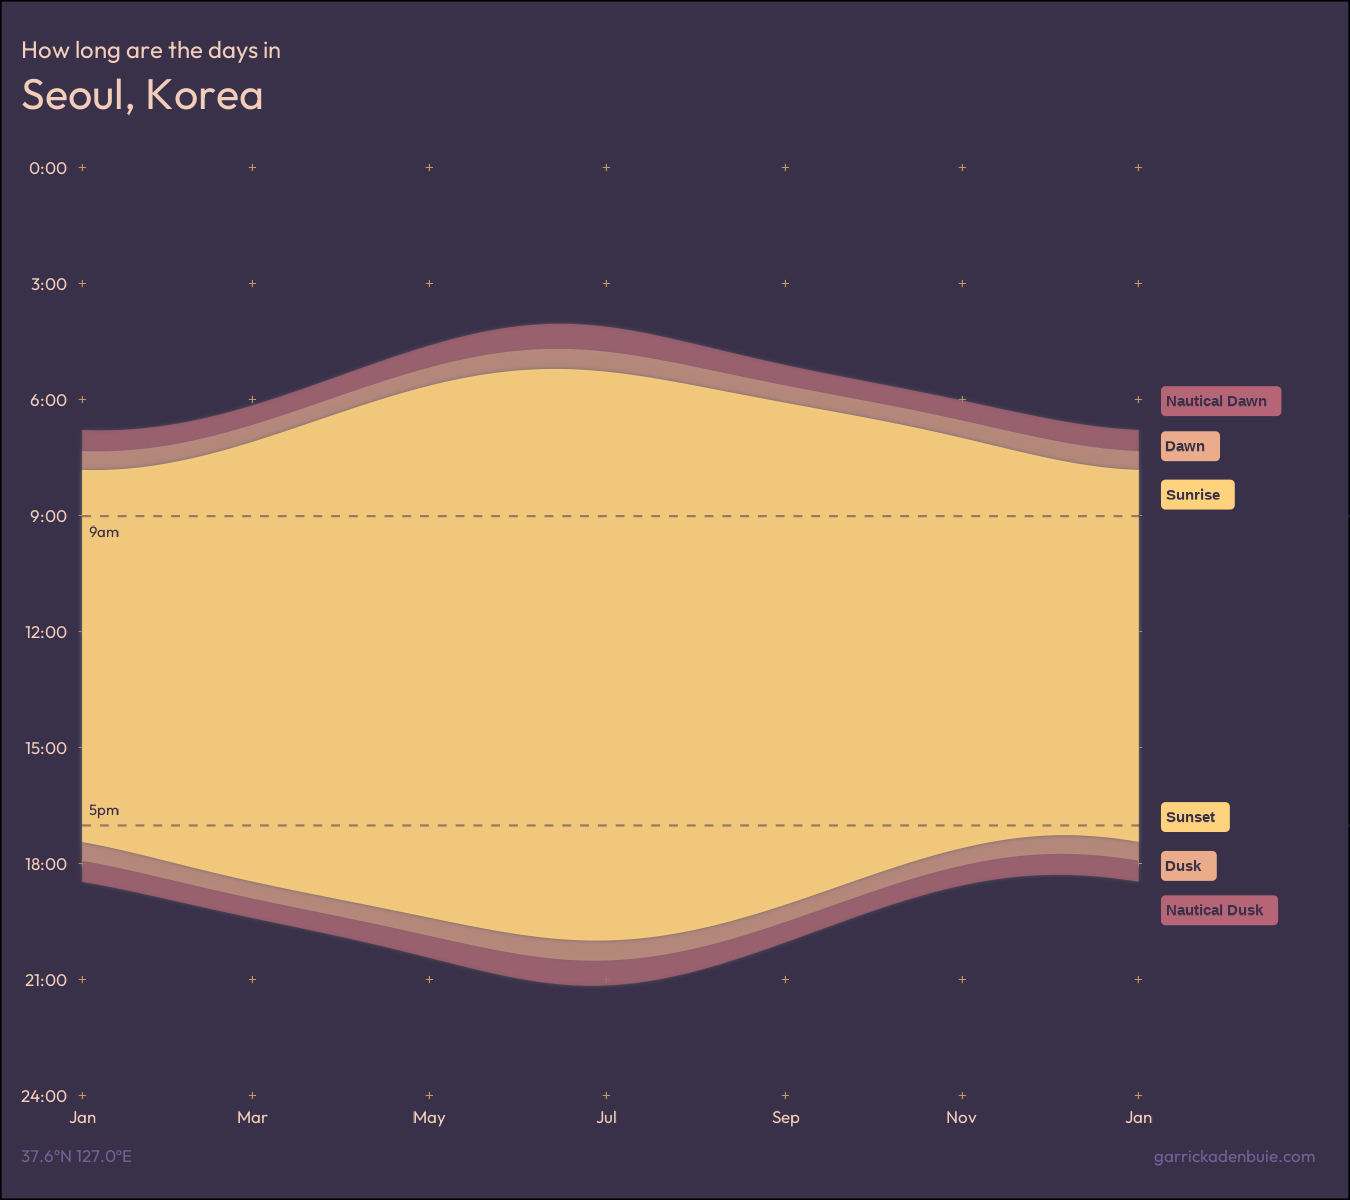 How long are the days in
Seoul, Korea
0:00
3:00
6:00
Nautical Dawn
Dawn
Sunrise
9:00
9am
12:00
15:00
5pm
Sunset
18:00
Dusk
Nautical Dusk
21:00
24:00
Jan Mar May Jul Sep Nov Jan
37.6°N 127.0°E garrickadenbuie.com